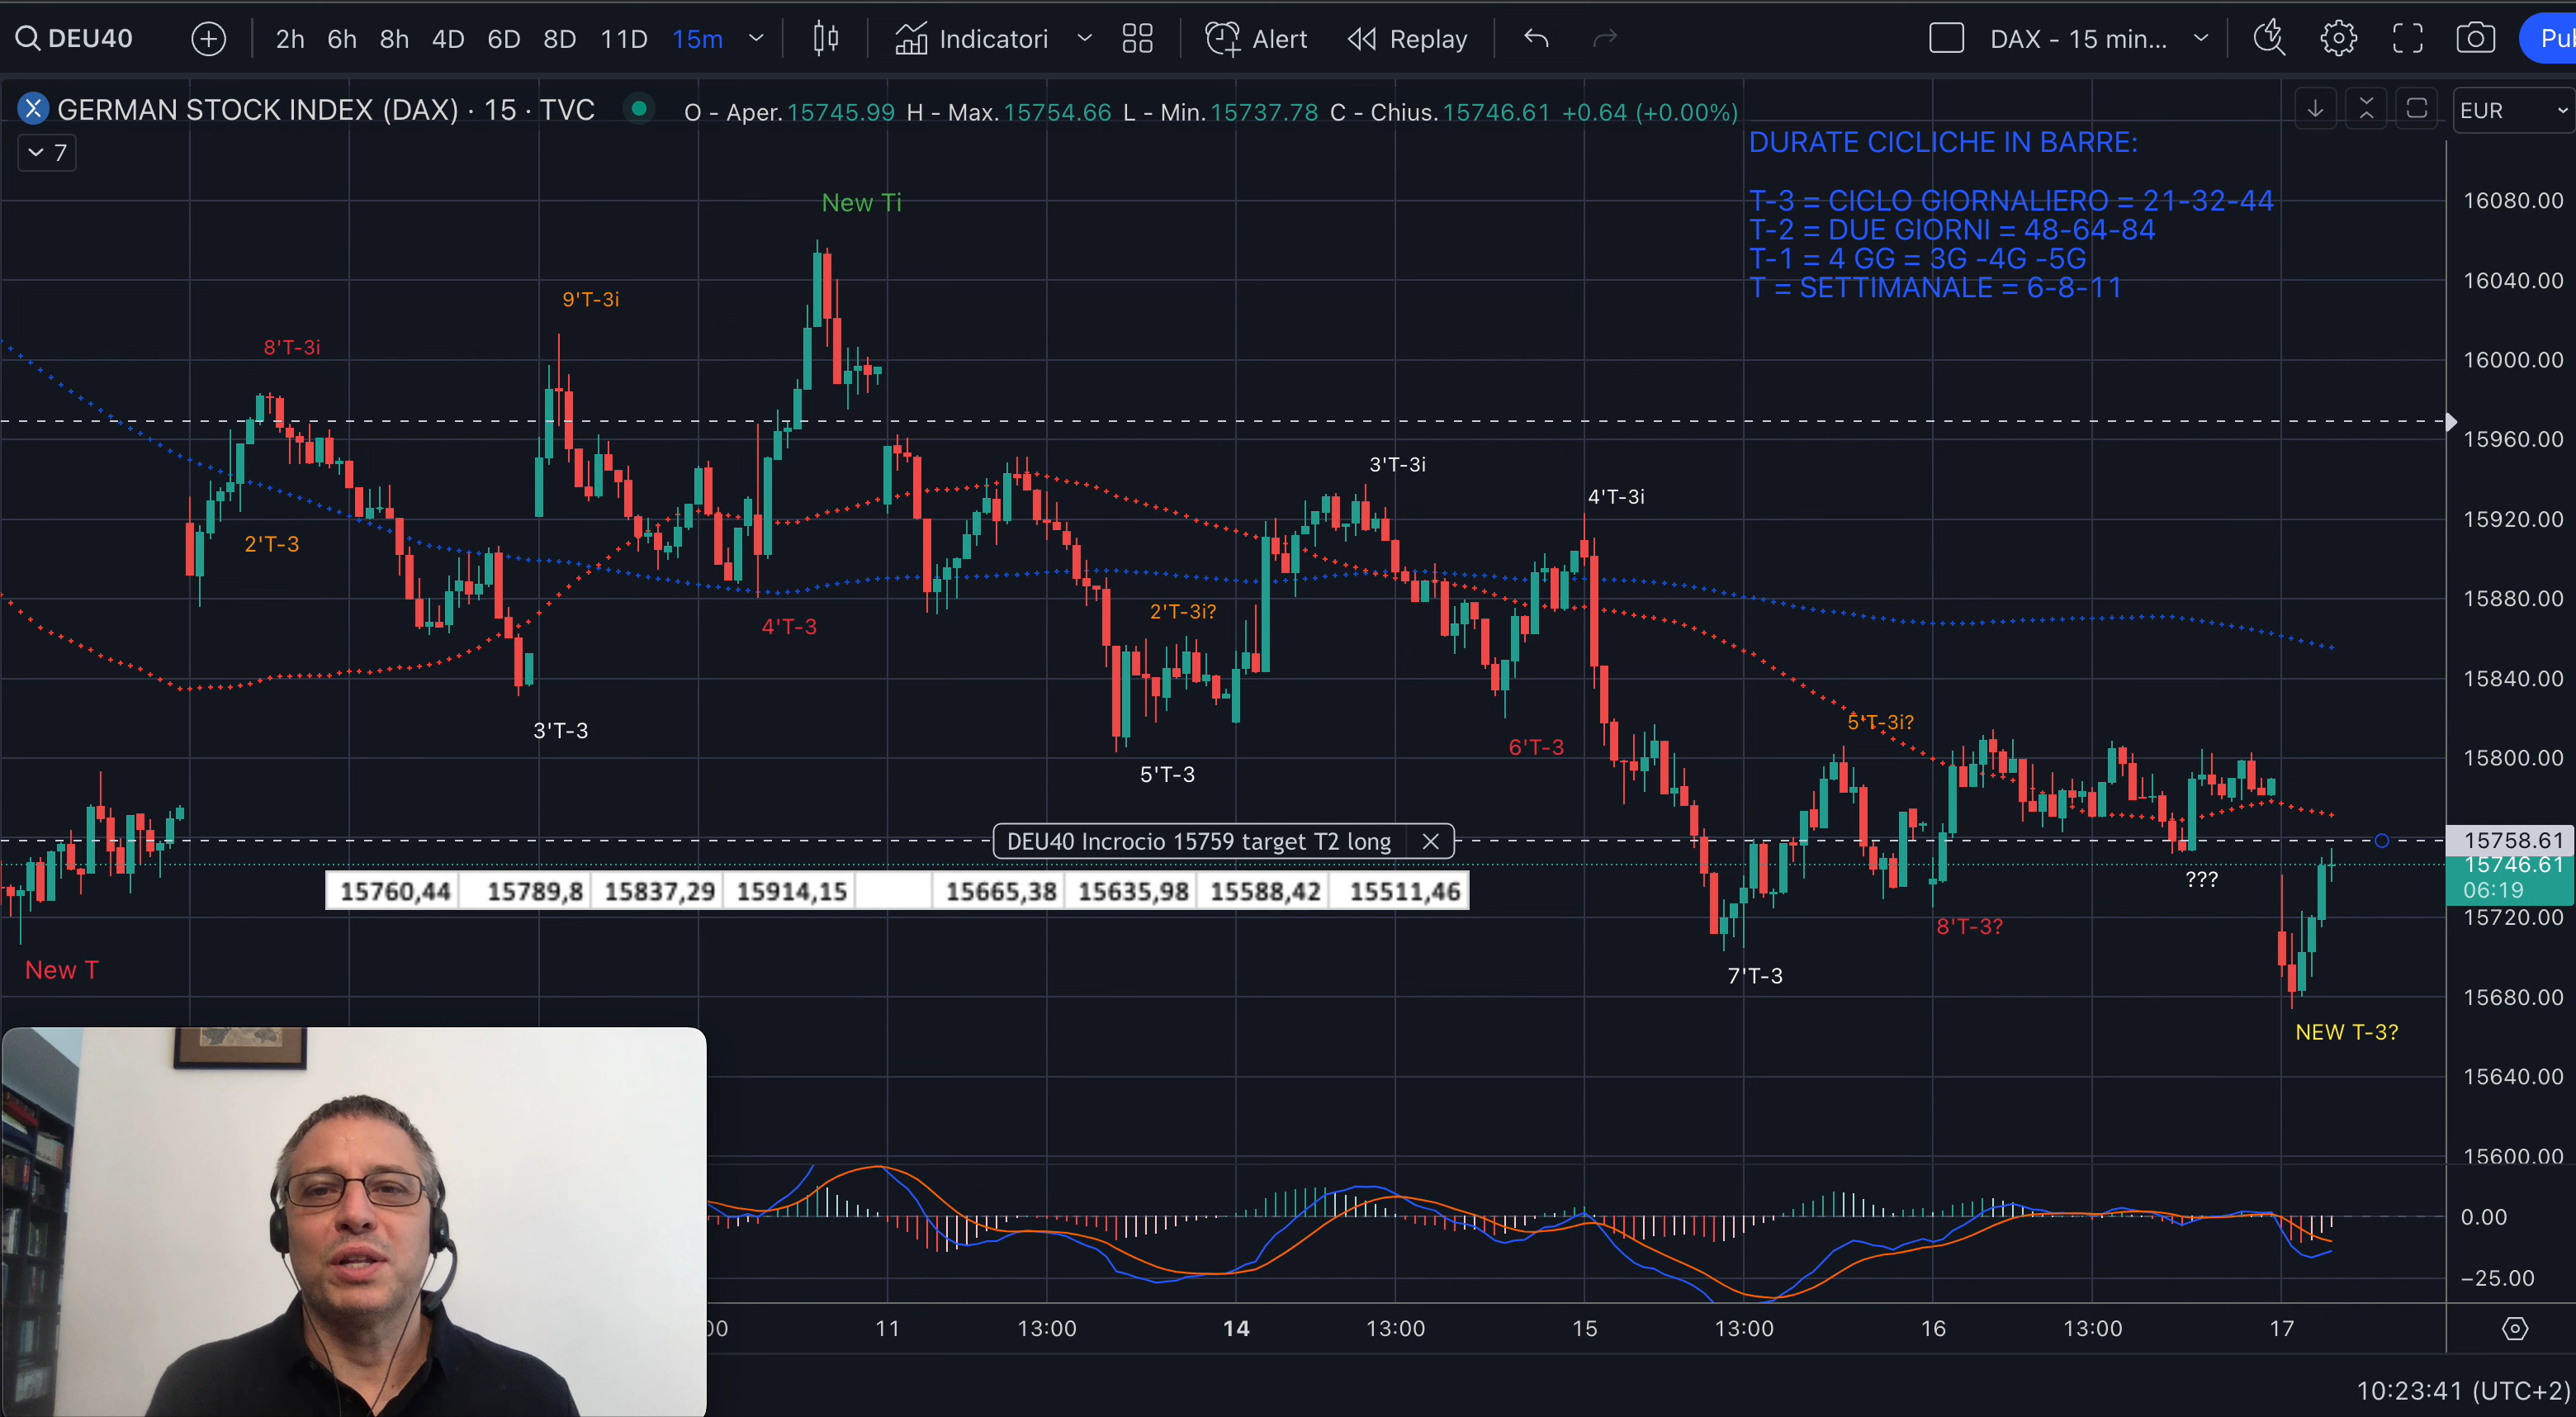 DEU40 2h 6h 8h 4D 6D 8D 11D 15m Indicatori Alert Replay DAX - 15 min... Pub
GERMAN STOCK INDEX (DAX) · 15 · TVC O - Aper.15745.99 H - Max.15754.66 L - Min.15737.78 C - Chius.15746.61 +0.64 (+0.00%) EUR
7
DURATE CICLICHE IN BARRE:
T-3 = CICLO GIORNALIERO = 21-32-44
T-2 = DUE GIORNI = 48-64-84
T-1 = 4 GG = 3G -4G -5G
T = SETTIMANALE = 6-8-11
New Ti
9'T-3i
8'T-3i
3'T-3i
4'T-3i
2'T-3
2'T-3i?
4'T-3
3'T-3
5'T-3i?
6'T-3
5'T-3
DEU40 Incrocio 15759 target T2 long
15760,44 15789,8 15837,29 15914,15 15665,38 15635,98 15588,42 15511,46
???
8'T-3?
New T
7'T-3
NEW T-3?
16080.00
16040.00
16000.00
15960.00
15920.00
15880.00
15840.00
15800.00
15758.61
15746.61
06:19
15720.00
15680.00
15640.00
15600.00
0.00
−25.00
00 11 13:00 14 13:00 15 13:00 16 13:00 17
10:23:41 (UTC+2)